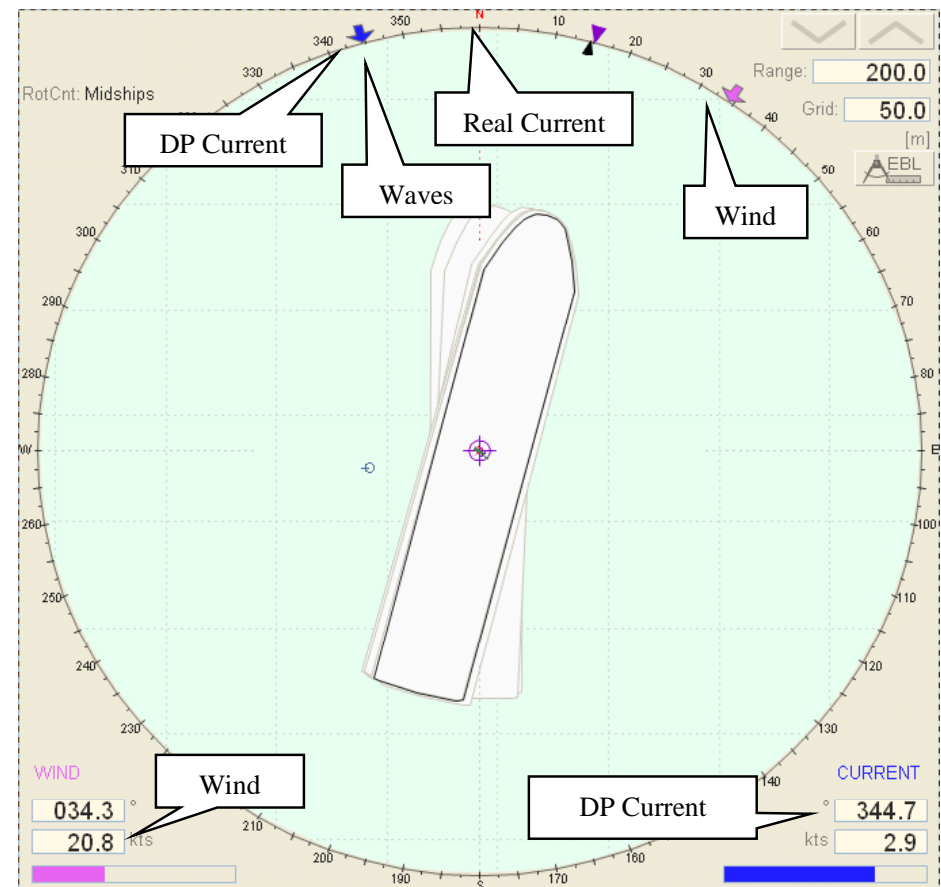 350
N
10
340
20
330
30
Range: 200.0
RotCnt: Midships
Grid: 50.0
40
[m]
DP Current
Real Current
EBL
310
50
Waves
Wind
300
60
290
70
280
80
W
E
260
100
250
110
240
120
230
130
WIND
Wind
140
CURRENT
034.3 °
DP Current
° 344.7
20.8 kts
kts 2.9
210
200
160
190
170
S